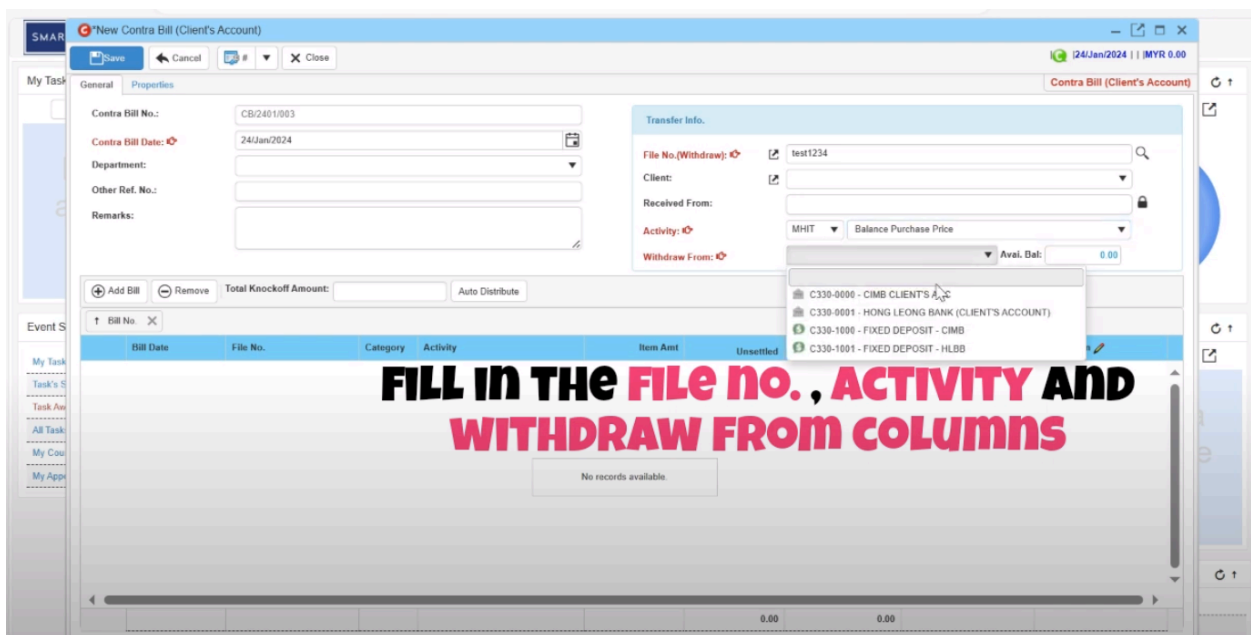 SMAR
*New Contra Bill (Client's Account)
Save Cancel # Close
|24/Jan/2024 | | |MYR 0.00
My Task
General Properties
Contra Bill (Client's Account)
Contra Bill No.: CB/2401/003
Contra Bill Date: 24/Jan/2024
Department:
Other Ref. No.:
Remarks:
Transfer Info.
File No.(Withdraw): test1234
Client:
Received From:
Activity: MHIT Balance Purchase Price
Withdraw From: Avai. Bal: 0.00
C330-0000 - CIMB CLIENT'S A/C
C330-0001 - HONG LEONG BANK (CLIENT'S ACCOUNT)
C330-1000 - FIXED DEPOSIT - CIMB
C330-1001 - FIXED DEPOSIT - HLBB
Add Bill Remove Total Knockoff Amount: Auto Distribute
Bill No.
Bill Date File No. Category Activity Item Amt Unsettled
Event S
My Task
Task's S
Task Aw
All Task
My Cou
My Appo
FILL IN THE FILE NO., ACTIVITY AND
WITHDRAW FROM COLUMNS
No records available.
0.00 0.00